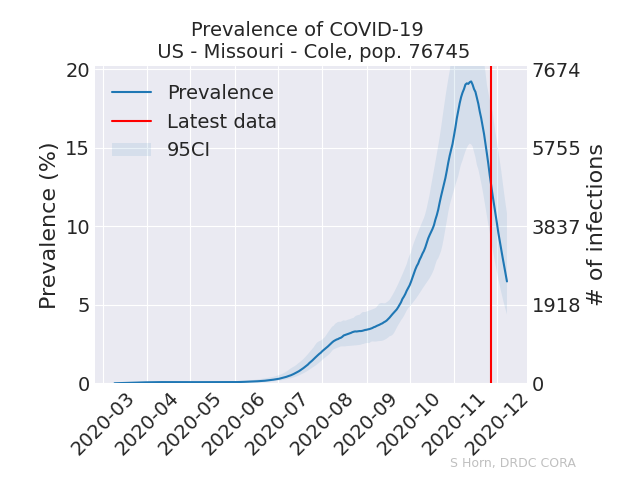 Prevalence of COVID-19
US - Missouri - Cole, pop. 76745
Prevalence
Latest data
95CI
Prevalence (%)
20
15
10
5
0
7674
5755
3837
1918
0
# of infections
2020-03
2020-04
2020-05
2020-06
2020-07
2020-08
2020-09
2020-10
2020-11
2020-12
S Horn, DRDC CORA